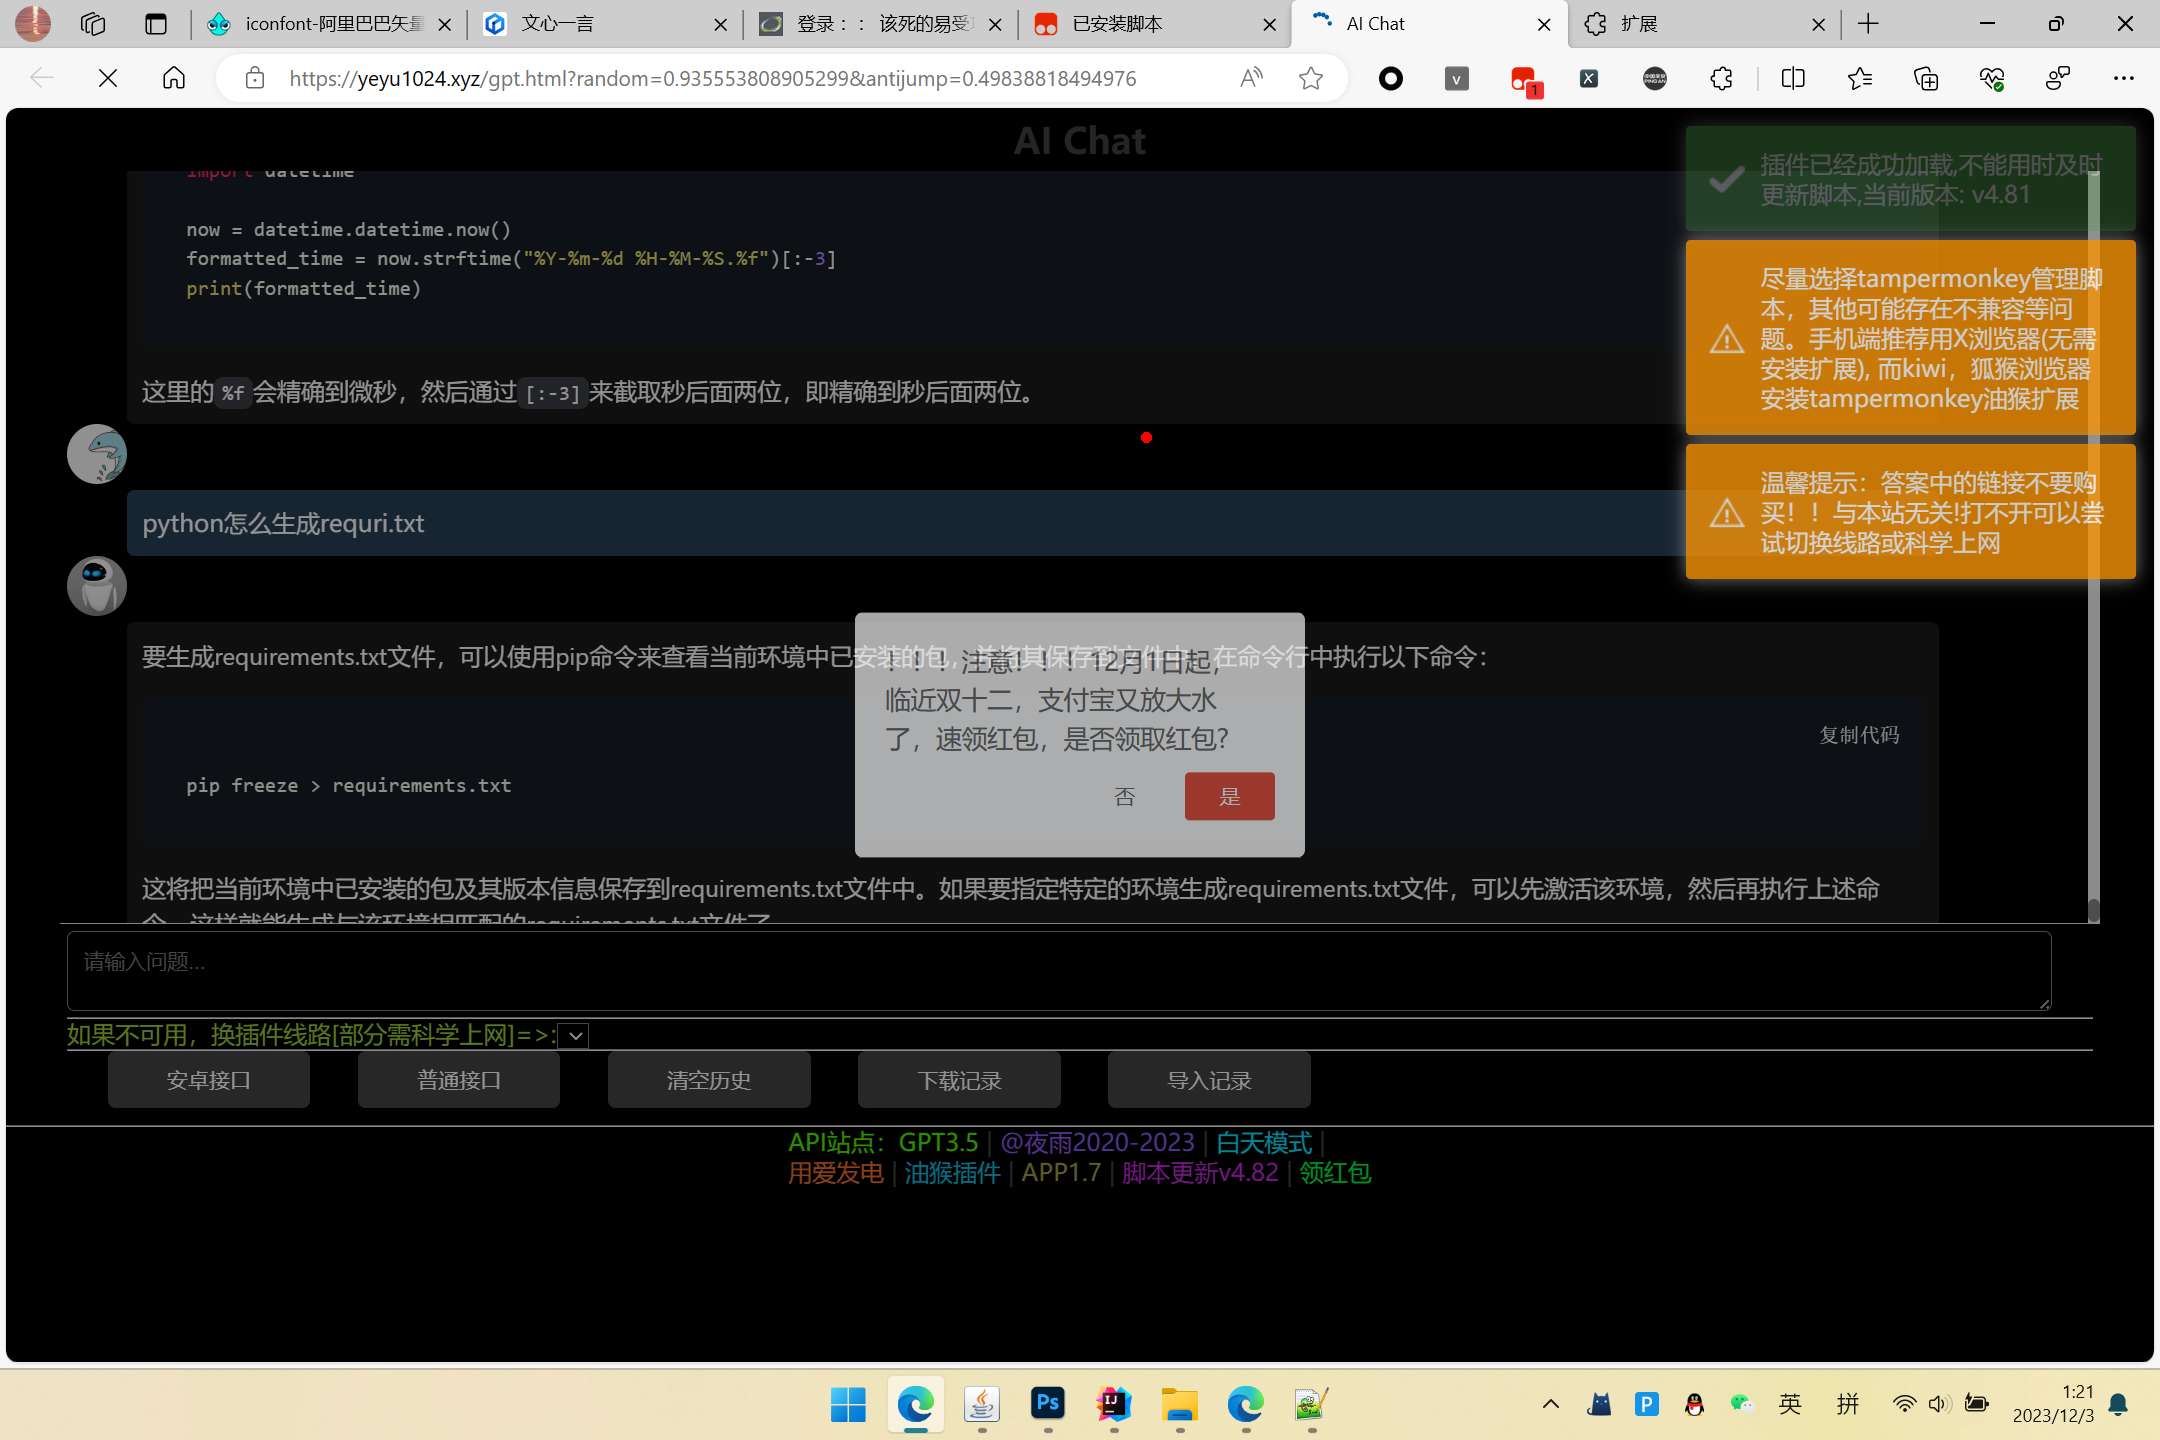 iconfont-阿里巴巴矢量
文心一言
登录：： 该死的易受
已安装脚本
AI Chat
扩展
https://yeyu1024.xyz/gpt.html?random=0.935553808905299&antijump=0.49838818494976
1
AI Chat
import datetime
now = datetime.datetime.now()
formatted_time = now.strftime("%Y-%m-%d %H-%M-%S.%f")[:-3]
print(formatted_time)
这里的 %f 会精确到微秒，然后通过 [:-3] 来截取秒后面两位，即精确到秒后面两位。
python怎么生成requri.txt
要生成requirements.txt文件，可以使用pip命令来查看当前环境中已安装的包，并将其保存到文件中。在命令行中执行以下命令：
复制代码
pip freeze > requirements.txt
这将把当前环境中已安装的包及其版本信息保存到requirements.txt文件中。如果要指定特定的环境生成requirements.txt文件，可以先激活该环境，然后再执行上述命
令，这样就能生成与该环境相匹配的requirements.txt文件了
插件已经成功加载,不能用时及时
更新脚本,当前版本: v4.81
尽量选择tampermonkey管理脚
本，其他可能存在不兼容等问
题。手机端推荐用X浏览器(无需
安装扩展), 而kiwi，狐猴浏览器
安装tampermonkey油猴扩展
温馨提示：答案中的链接不要购
买！！与本站无关!打不开可以尝
试切换线路或科学上网
！！！注意！！！12月1日起，
临近双十二，支付宝又放大水
了，速领红包，是否领取红包?
否
是
请输入问题...
如果不可用，换插件线路[部分需科学上网]=>:
安卓接口
普通接口
清空历史
下载记录
导入记录
API站点：GPT3.5 | @夜雨2020-2023 | 白天模式 |
用爱发电 | 油猴插件 | APP1.7 | 脚本更新v4.82 | 领红包
英
拼
1:21
2023/12/3